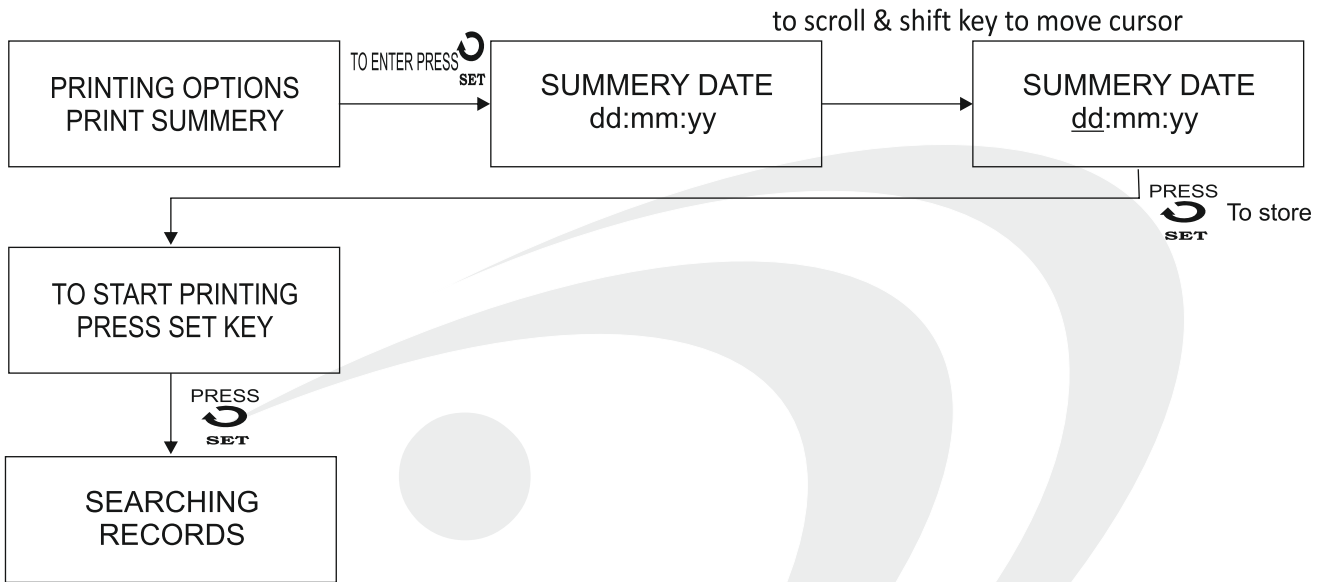 to scroll & shift key to move cursor
PRINTING OPTIONS
PRINT SUMMERY
TO ENTER PRESS
SET
SUMMERY DATE
dd:mm:yy
SUMMERY DATE
dd:mm:yy
PRESS
SET
To store
TO START PRINTING
PRESS SET KEY
PRESS
SET
SEARCHING
RECORDS